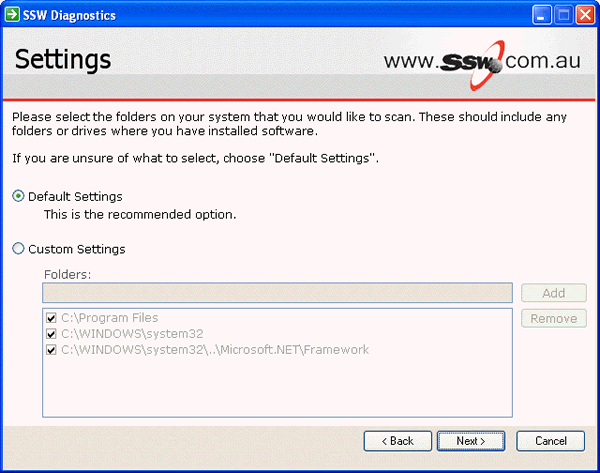 SSW Diagnostics
Settings
www.SSW.com.au
Please select the folders on your system that you would like to scan. These should include any
folders or drives where you have installed software.
If you are unsure of what to select, choose "Default Settings".
Default Settings
This is the recommended option.
Custom Settings
Folders:
Add
C:\Program Files
Remove
C:\WINDOWS\system32
C:\WINDOWS\system32\..\Microsoft.NET\Framework
< Back
Next >
Cancel